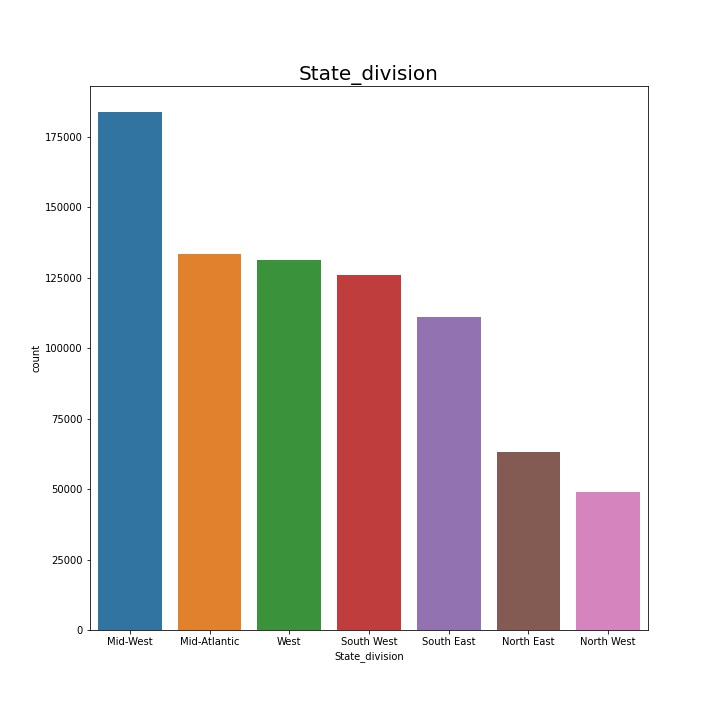 State_division
175000
150000
125000
100000
75000
50000
25000
0
count
Mid-West Mid-Atlantic West South West South East North East North West
State_division